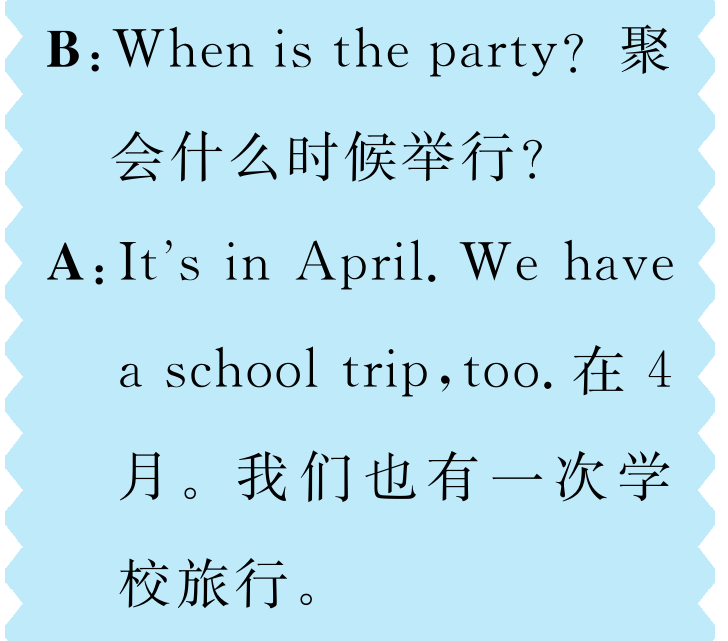 B:When is the party? 聚
会什么时候举行?
A:It's in April. We have
a school trip,too. 在 4
月。我们也有一次学
校旅行。